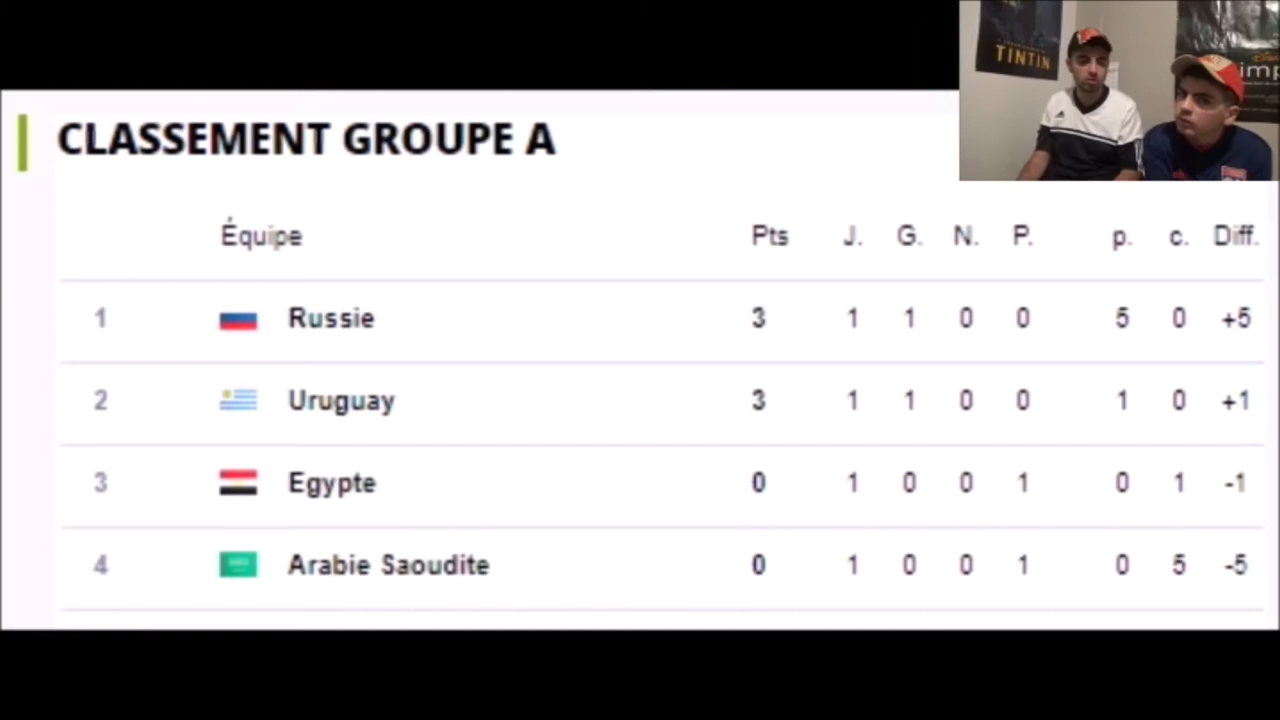 TINTIN
imp
CLASSEMENT GROUPE A
Équipe Pts J. G. N. P. p. c. Diff.
1 Russie 3 1 1 0 0 5 0 +5
2 Uruguay 3 1 1 0 0 1 0 +1
3 Egypte 0 1 0 0 1 0 1 -1
4 Arabie Saoudite 0 1 0 0 1 0 5 -5